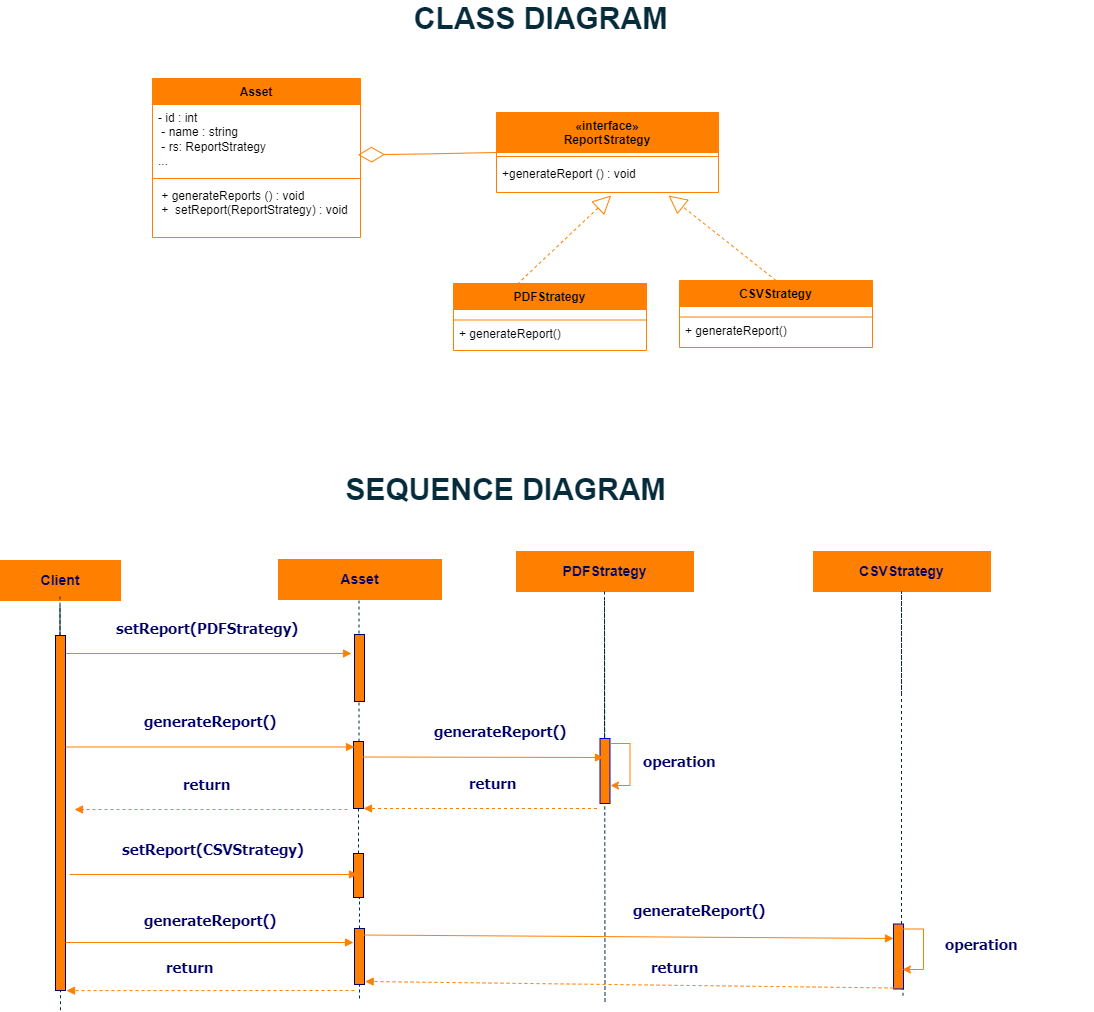 CLASS DIAGRAM
Asset
- id : int
- name : string
- rs: ReportStrategy
...
+ generateReports () : void
+ setReport(ReportStrategy) : void
«interface»
ReportStrategy
+generateReport () : void
PDFStrategy
+ generateReport()
CSVStrategy
+ generateReport()
SEQUENCE DIAGRAM
Client
Asset
PDFStrategy
CSVStrategy
setReport(PDFStrategy)
generateReport()
generateReport()
operation
return
return
setReport(CSVStrategy)
generateReport()
generateReport()
operation
return
return